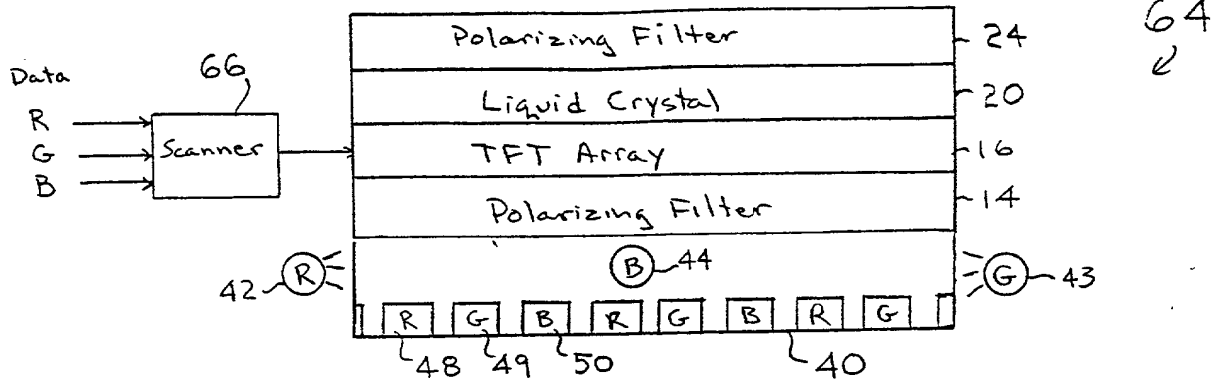 64
Polarizing Filter 24
Data 66
Liquid Crystal 20
R
G Scanner TFT Array 16
B
Polarizing Filter 14
42 R B 44 G 43
R G B R G B R G
48 49 50 40